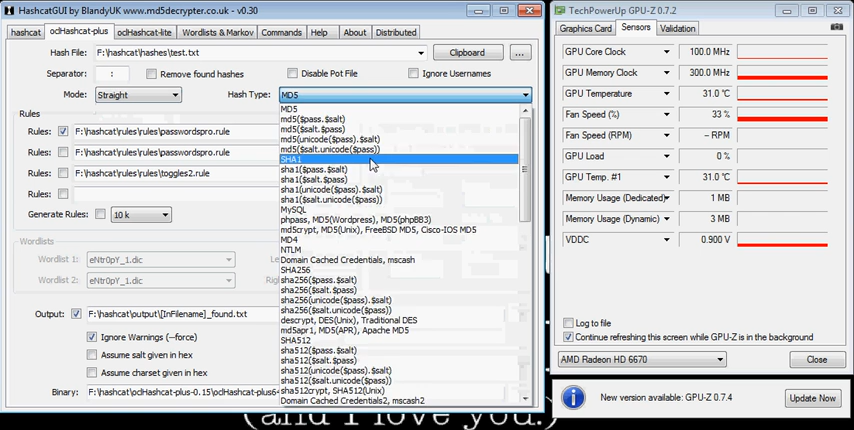 HashcatGUI by BlandyUK www.md5decrypter.co.uk - v0.30
hashcat oclHashcat-plus oclHashcat-lite Wordlists & Markov Commands Help About Distributed
Hash File: F:\hashcat\hashes\test.txt Clipboard ...
Separator: : Remove found hashes Disable Pot File Ignore Usernames
Mode: Straight Hash Type: MD5
Rules
Rules: F:\hashcat\rules\rules\passwordspro.rule
Rules: F:\hashcat\rules\rules\passwordspro.rule
Rules: F:\hashcat\rules\rules\toggles2.rule
Rules:
Generate Rules: 10 k
Wordlists
Wordlist 1: eNtr0pY_1.dic
Wordlist 2: eNtr0pY_1.dic
Output: F:\hashcat\output\[InFilename]_found.txt
Ignore Warnings (--force)
Assume salt given in hex
Assume charset given in hex
Binary: F:\hashcat\oclHashcat-plus-0.15\oclHashcat-plus64
MD5
md5($pass.$salt)
md5($salt.$pass)
md5(unicode($pass).$salt)
md5($salt.unicode($pass))
SHA1
sha1($pass.$salt)
sha1($salt.$pass)
sha1(unicode($pass).$salt)
sha1($salt.unicode($pass))
MySQL
phpass, MD5(Wordpress), MD5(phpBB3)
md5crypt, MD5(Unix), FreeBSD MD5, Cisco-IOS MD5
MD4
NTLM
Domain Cached Credentials, mscash
SHA256
sha256($pass.$salt)
sha256($salt.$pass)
sha256(unicode($pass).$salt)
sha256($salt.unicode($pass))
descrypt, DES(Unix), Traditional DES
md5apr1, MD5(APR), Apache MD5
SHA512
sha512($pass.$salt)
sha512($salt.$pass)
sha512(unicode($pass).$salt)
sha512($salt.unicode($pass))
sha512crypt, SHA512(Unix)
Domain Cached Credentials2, mscash2
(and I love you.)
TechPowerUp GPU-Z 0.7.2
Graphics Card Sensors Validation
GPU Core Clock 100.0 MHz
GPU Memory Clock 300.0 MHz
GPU Temperature 31.0 °C
Fan Speed (%) 33 %
Fan Speed (RPM) -- RPM
GPU Load 0 %
GPU Temp. #1 31.0 °C
Memory Usage (Dedicated) 1 MB
Memory Usage (Dynamic) 3 MB
VDDC 0.900 V
Log to file
Continue refreshing this screen while GPU-Z is in the background
AMD Radeon HD 6670 Close
New version available: GPU-Z 0.7.4 Update Now